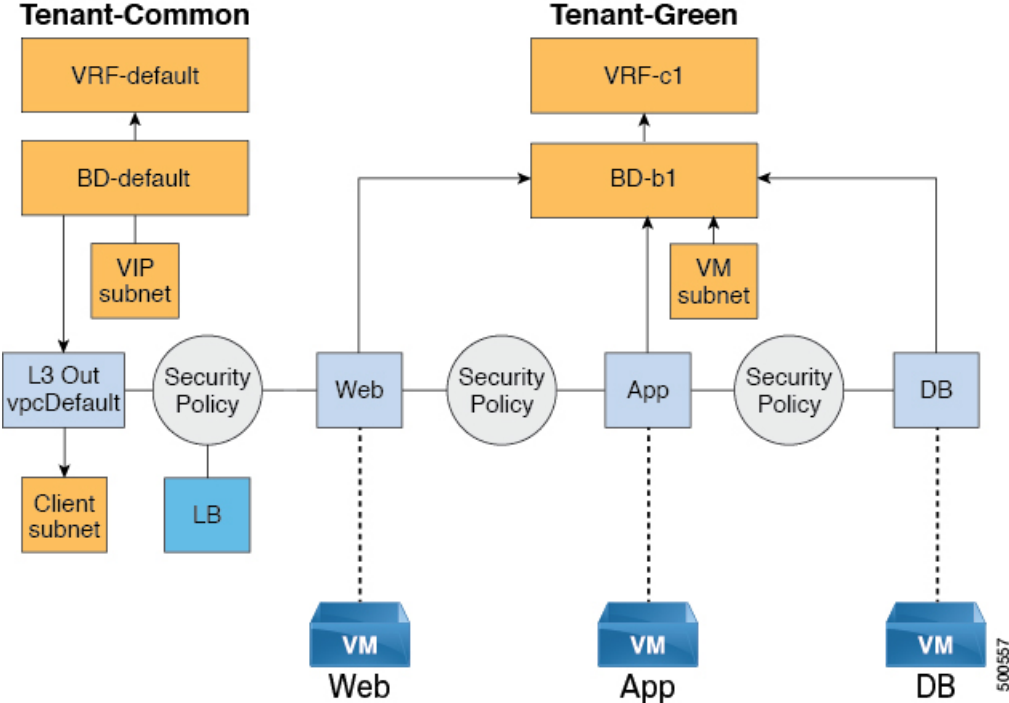 Tenant-Common
Tenant-Green
VRF-default
VRF-c1
BD-default
BD-b1
VIP
subnet
VM
subnet
L3 Out
vpcDefault
Security
Policy
Web
Security
Policy
App
Security
Policy
DB
Client
subnet
LB
VM
VM
VM
Web
App
DB
500557